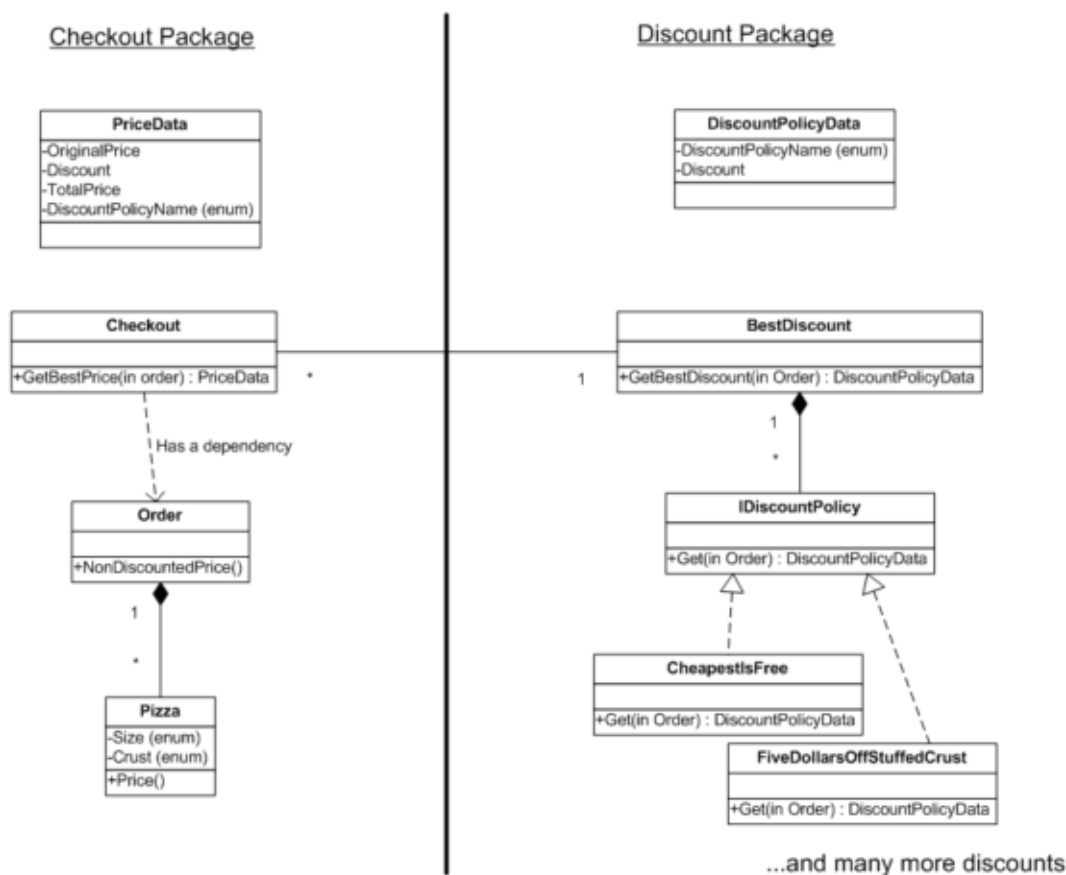 Checkout Package
PriceData
-OriginalPrice
-Discount
-TotalPrice
-DiscountPolicyName (enum)
Checkout
+GetBestPrice(in order) : PriceData
*
Has a dependency
Order
+NonDiscountedPrice()
1
*
Pizza
-Size (enum)
-Crust (enum)
+Price()
Discount Package
DiscountPolicyData
-DiscountPolicyName (enum)
-Discount
BestDiscount
+GetBestDiscount(in Order) : DiscountPolicyData
1
1
*
IDiscountPolicy
+Get(in Order) : DiscountPolicyData
CheapestIsFree
+Get(in Order) : DiscountPolicyData
FiveDollarsOffStuffedCrust
+Get(in Order) : DiscountPolicyData
...and many more discounts